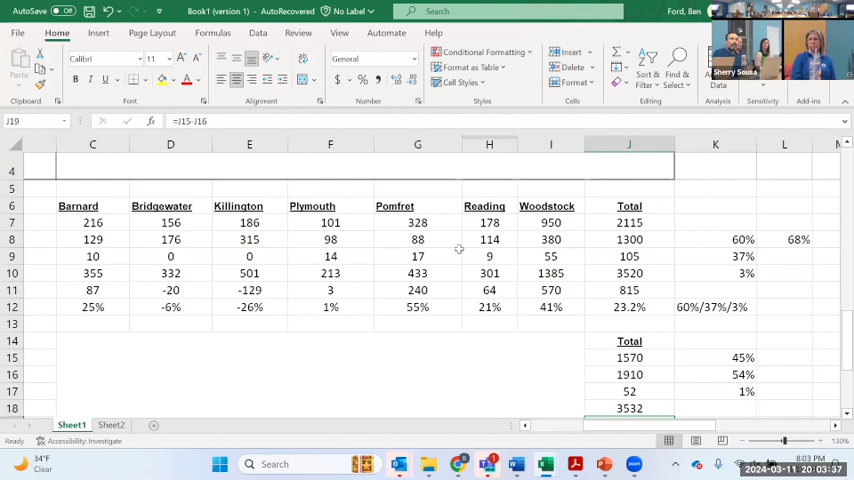 AutoSave Off Book1 (version 1) - AutoRecovered No Label Search Ford, Ben
File Home Insert Page Layout Formulas Data Review View Automate Help
Sherry Sousa
Paste Calibri 11 A A General Conditional Formatting Insert
B I U A $ % Format as Table Delete Sort & Filter Find & Select
Cell Styles Format
Clipboard Font Alignment Number Styles Cells Editing Analysis Sensitivity Add-ins
J19 fx =J15-J16
C D E F G H I J K L
4
5
6 Barnard Bridgewater Killington Plymouth Pomfret Reading Woodstock Total
7 216 156 186 101 328 178 950 2115
8 129 176 315 98 88 114 380 1300 60% 68%
9 10 0 0 14 17 9 55 105 37%
10 355 332 501 213 433 301 1385 3520 3%
11 87 -20 -129 3 240 64 570 815
12 25% -6% -26% 1% 55% 21% 41% 23.2% 60%/37%/3%
13
14 Total
15 1570 45%
16 1910 54%
17 52 1%
18 3532
Sheet1 Sheet2
Ready Accessibility: Investigate 130%
34°F
Clear
Search
8:03 PM
2024-03-11 20:03:37